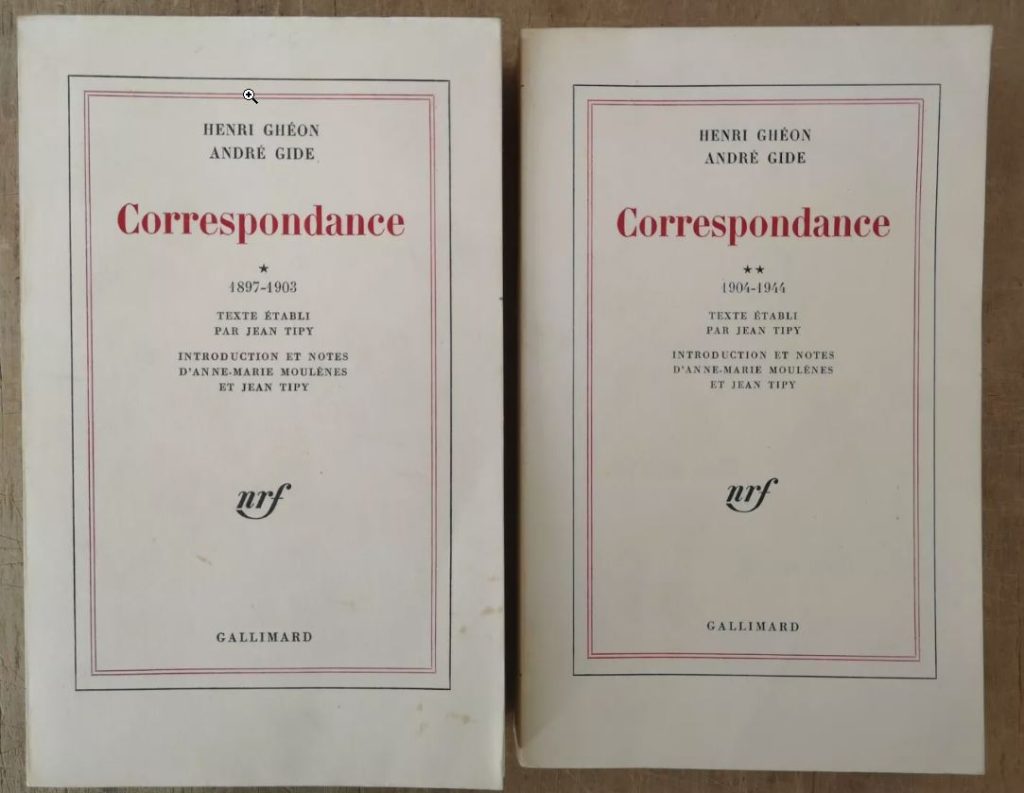 HENRI GHÉON
ANDRÉ GIDE
Correspondance
★
1897-1903
TEXTE ÉTABLI
PAR JEAN TIPY
INTRODUCTION ET NOTES
D'ANNE-MARIE MOULÈNES
ET JEAN TIPY
nrf
GALLIMARD
HENRI GHÉON
ANDRÉ GIDE
Correspondance
★★
1904-1944
TEXTE ÉTABLI
PAR JEAN TIPY
INTRODUCTION ET NOTES
D'ANNE-MARIE MOULÈNES
ET JEAN TIPY
nrf
GALLIMARD